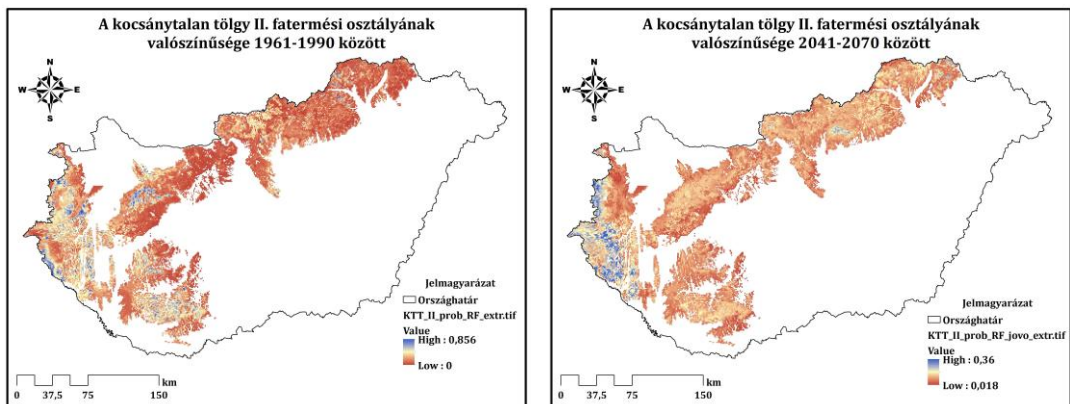 A kocsánytalan tölgy II. fatermési osztályának
valószínűsége 1961-1990 között
N
W
E
S
Jelmagyarázat
Országhatár
KTT_II_prob_RF_extr.tif
Value
High : 0,856
Low : 0
km
0
37,5
75
150
A kocsánytalan tölgy II. fatermési osztályának
valószínűsége 2041-2070 között
N
W
E
S
Jelmagyarázat
Országhatár
KTT_II_prob_RF_jovo_extr.tif
Value
High : 0,36
Low : 0,018
km
0
37,5
75
150